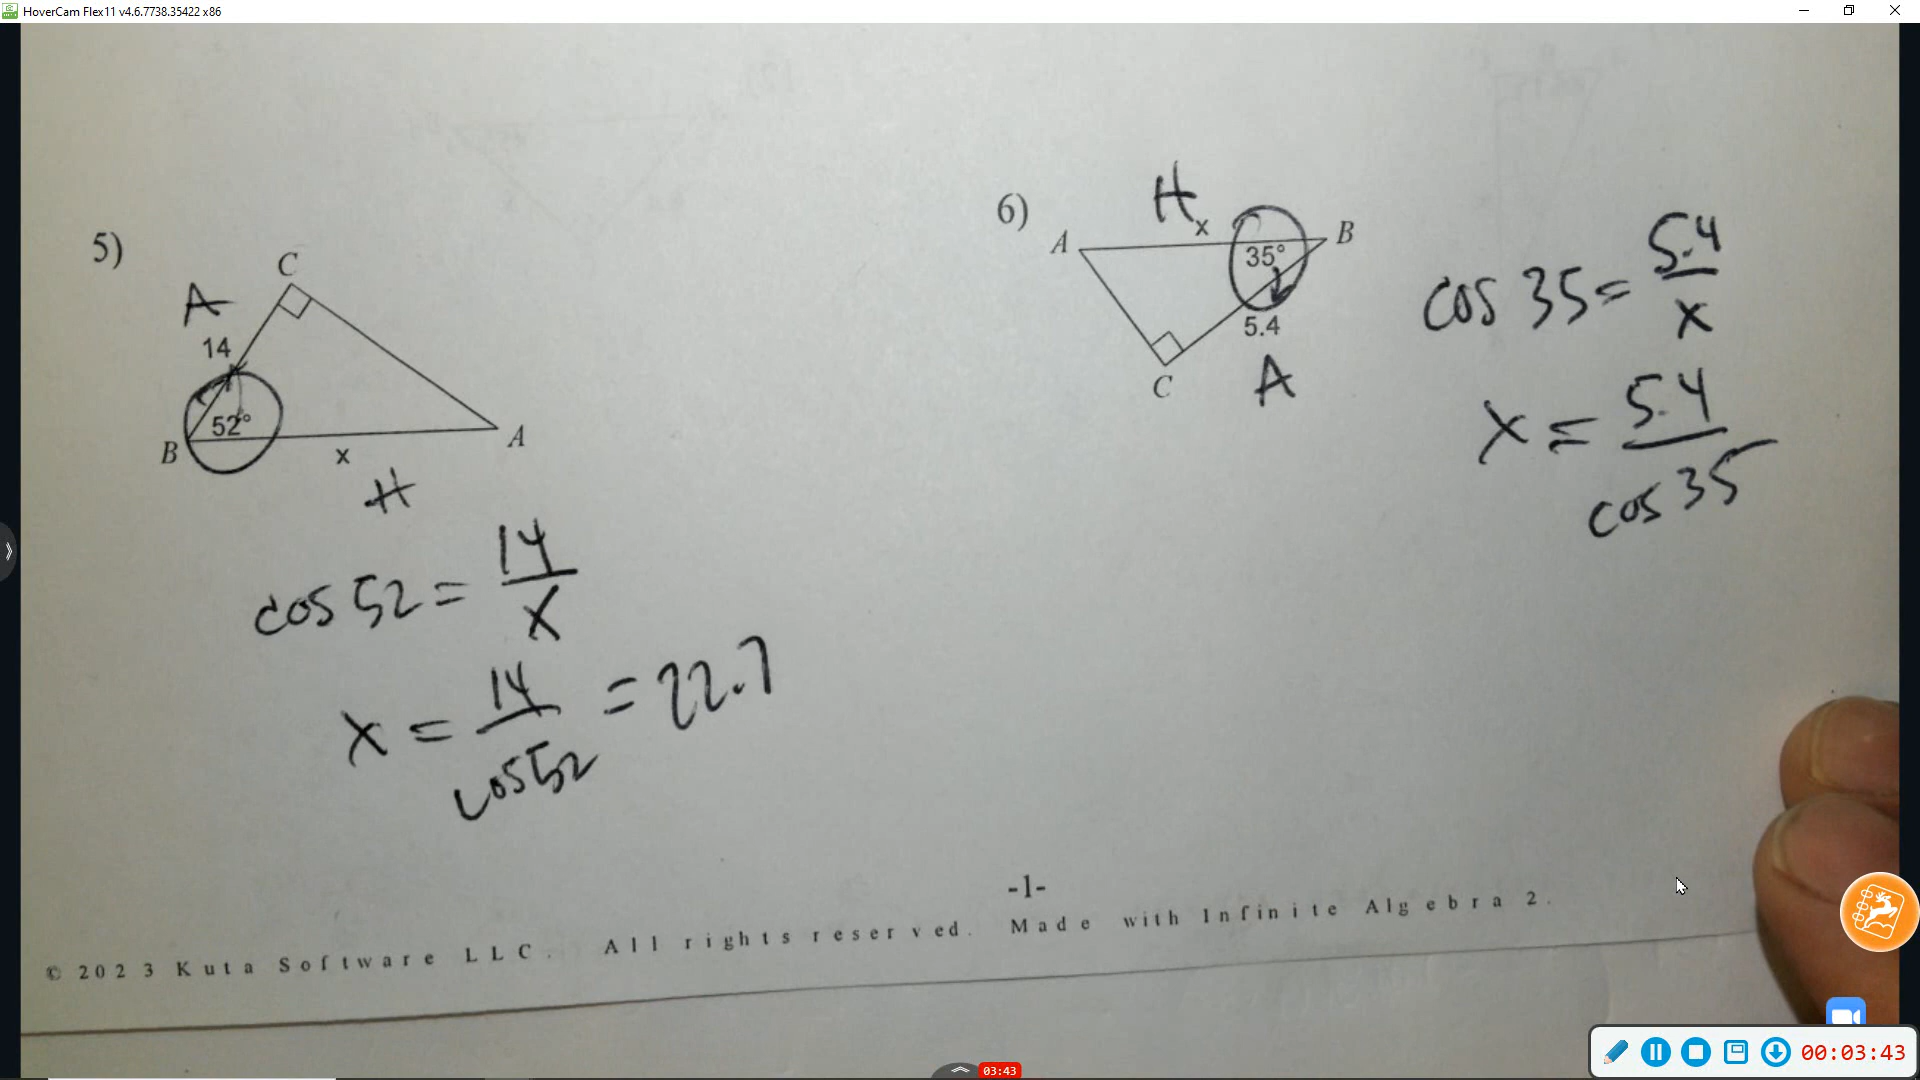 HoverCam Flex11 v4.6.7738.35422 x86
5)
C
A
14
52°
B
x
A
H
cos 52 = 14/x
x = 14/cos52 = 22.7
6)
H
x
A
B
35°
5.4
C
A
cos 35 = 5.4/x
x = 5.4/cos 35
-1-
© 2023 Kuta Software LLC. All rights reserved. Made with Infinite Algebra 2.
03:43
00:03:43